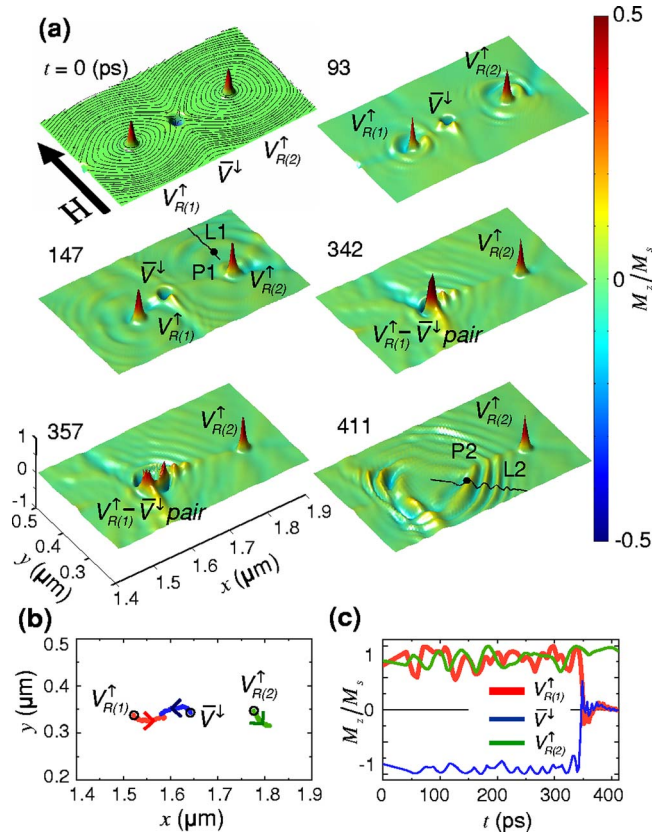 (a)
t = 0 (ps)
V↑R(2)
V̄↓
V↑R(1)
H
93
V↑R(2)
V̄↓
V↑R(1)
0.5
0
-0.5
Mz/Ms
147
L1
V̄↓
P1
V↑R(2)
V↑R(1)
342
V↑R(2)
V↑R(1)–V̄↓ pair
357
V↑R(2)
V↑R(1)–V̄↓ pair
411
V↑R(2)
P2
L2
1
0
-1
0.5
0.4
0.3
y (µm)
1.4
1.5
1.6
1.7
1.8
1.9
x (µm)
(b)
0.5
0.4
0.3
0.2
y (µm)
V↑R(1)
V̄↓
V↑R(2)
1.4 1.5 1.6 1.7 1.8 1.9
x (µm)
(c)
1
0
-1
Mz/Ms
V↑R(1)
V̄↓
V↑R(2)
0 100 200 300 400
t (ps)